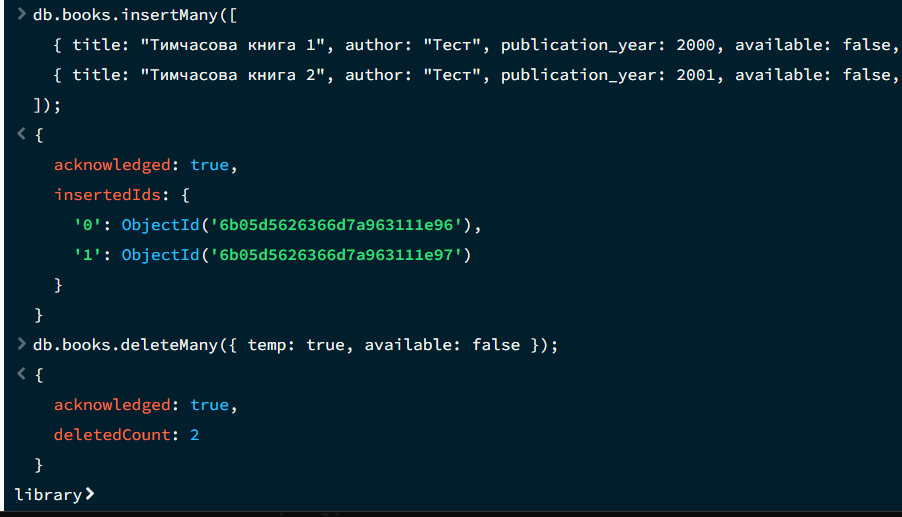 > db.books.insertMany([
{ title: "Тимчасова книга 1", author: "Тест", publication_year: 2000, available: false,
{ title: "Тимчасова книга 2", author: "Тест", publication_year: 2001, available: false,
]);
< {
acknowledged: true,
insertedIds: {
'0': ObjectId('6b05d5626366d7a963111e96'),
'1': ObjectId('6b05d5626366d7a963111e97')
}
}
> db.books.deleteMany({ temp: true, available: false });
< {
acknowledged: true,
deletedCount: 2
}
library>